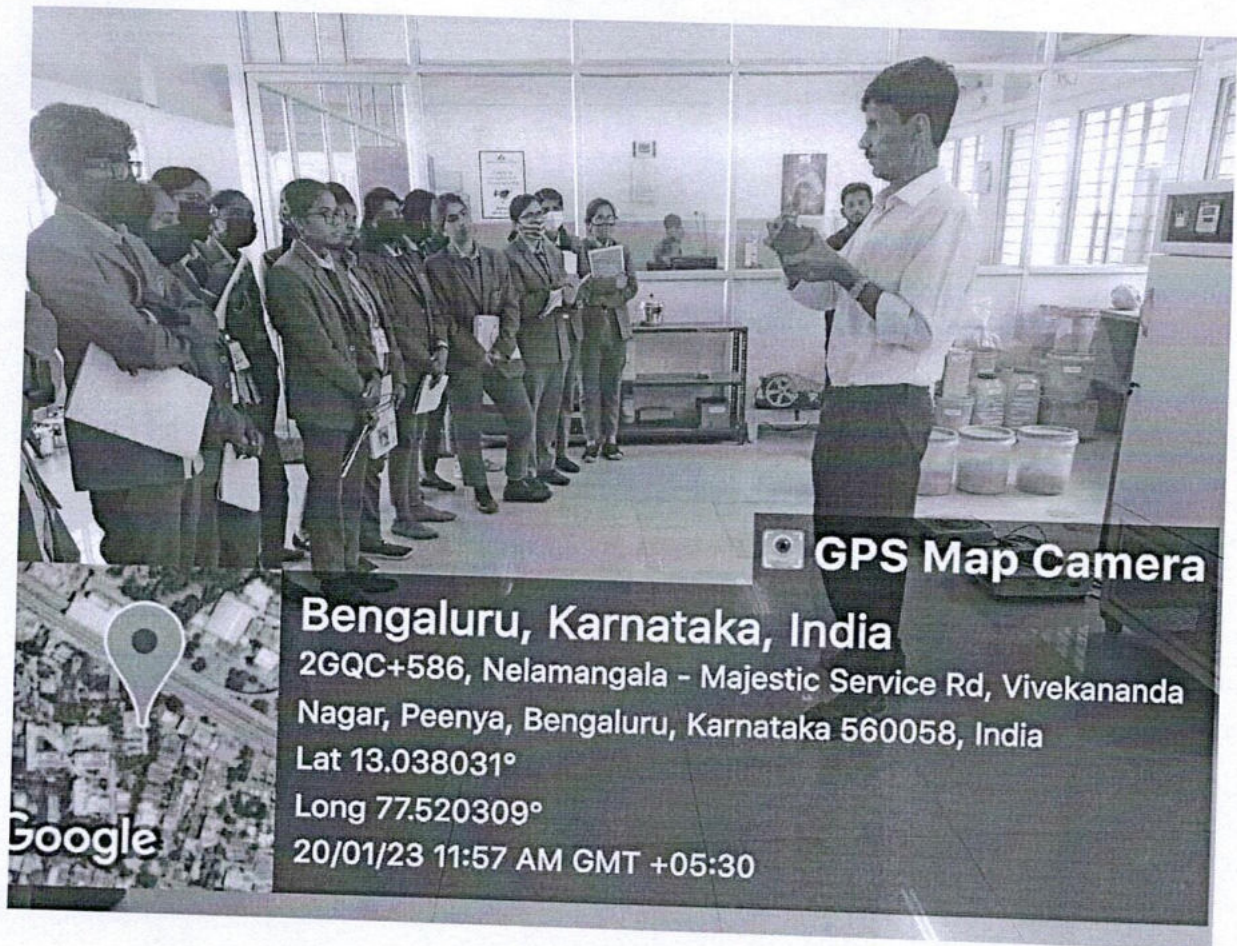 GPS Map Camera
Bengaluru, Karnataka, India
2GQC+586, Nelamangala - Majestic Service Rd, Vivekananda
Nagar, Peenya, Bengaluru, Karnataka 560058, India
Lat 13.038031°
Long 77.520309°
20/01/23 11:57 AM GMT +05:30
Google